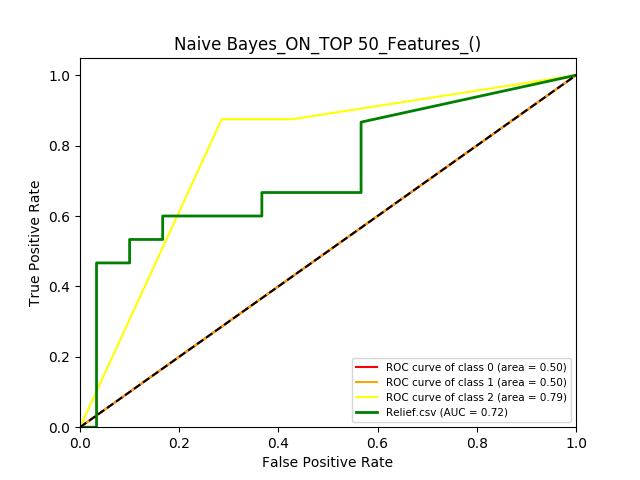 Naive Bayes_ON_TOP 50_Features_()
True Positive Rate
1.0
0.8
0.6
0.4
0.2
0.0
0.0 0.2 0.4 0.6 0.8 1.0
False Positive Rate
ROC curve of class 0 (area = 0.50)
ROC curve of class 1 (area = 0.50)
ROC curve of class 2 (area = 0.79)
Relief.csv (AUC = 0.72)